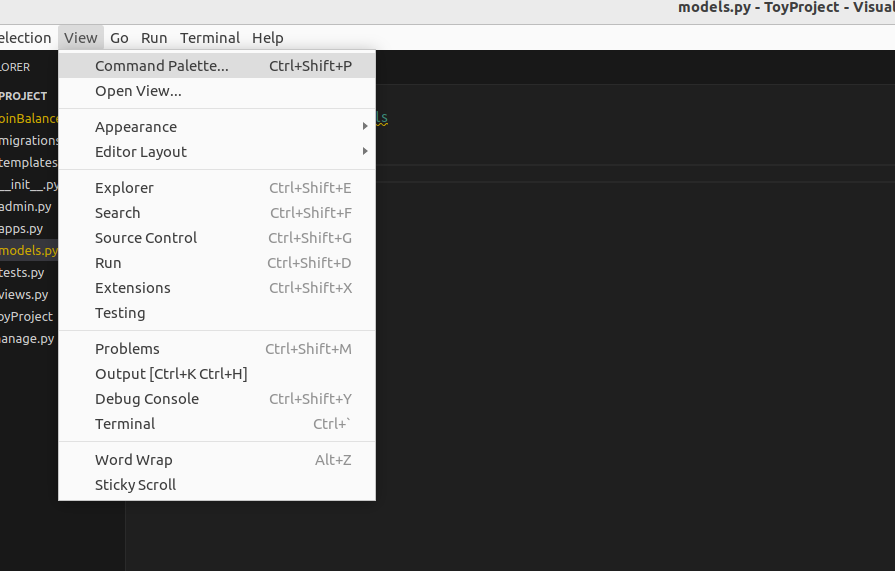 models.py - ToyProject - Visual
election View Go Run Terminal Help
LORER
PROJECT
oinBalance
migrations
templates
__init__.py
admin.py
apps.py
models.py
tests.py
views.py
oyProject
anage.py
Command Palette... Ctrl+Shift+P
Open View...
Appearance
Editor Layout
Explorer Ctrl+Shift+E
Search Ctrl+Shift+F
Source Control Ctrl+Shift+G
Run Ctrl+Shift+D
Extensions Ctrl+Shift+X
Testing
Problems Ctrl+Shift+M
Output [Ctrl+K Ctrl+H]
Debug Console Ctrl+Shift+Y
Terminal Ctrl+`
Word Wrap Alt+Z
Sticky Scroll
ls